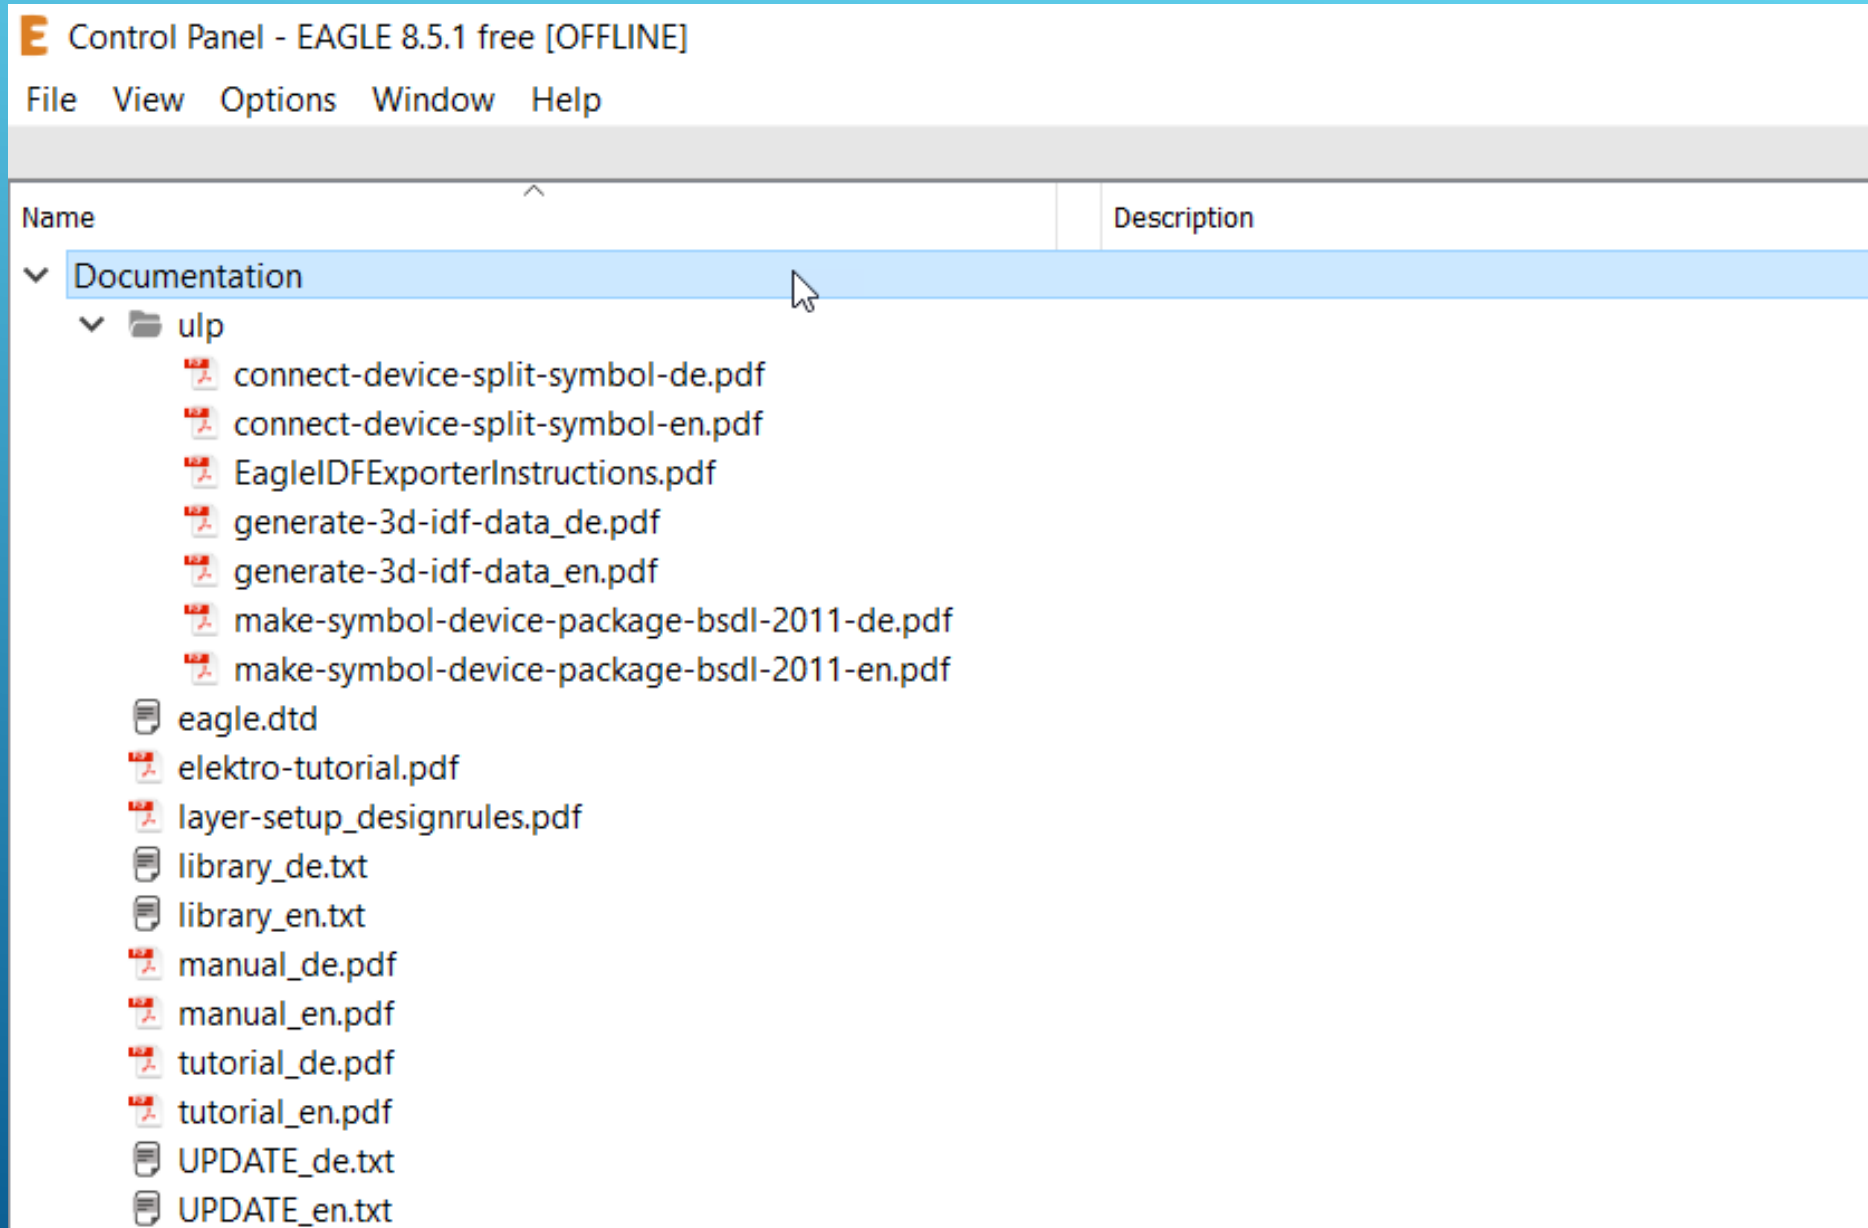 E Control Panel - EAGLE 8.5.1 free [OFFLINE]
File View Options Window Help
Name Description
Documentation
ulp
connect-device-split-symbol-de.pdf
connect-device-split-symbol-en.pdf
EagleIDFExporterInstructions.pdf
generate-3d-idf-data_de.pdf
generate-3d-idf-data_en.pdf
make-symbol-device-package-bsdl-2011-de.pdf
make-symbol-device-package-bsdl-2011-en.pdf
eagle.dtd
elektro-tutorial.pdf
layer-setup_designrules.pdf
library_de.txt
library_en.txt
manual_de.pdf
manual_en.pdf
tutorial_de.pdf
tutorial_en.pdf
UPDATE_de.txt
UPDATE_en.txt